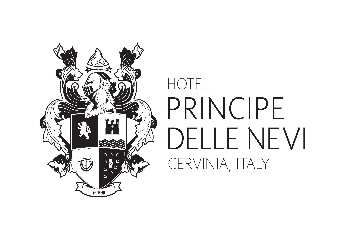 HOTEL
PRINCIPE
DELLE NEVI
CERVINIA, ITALY